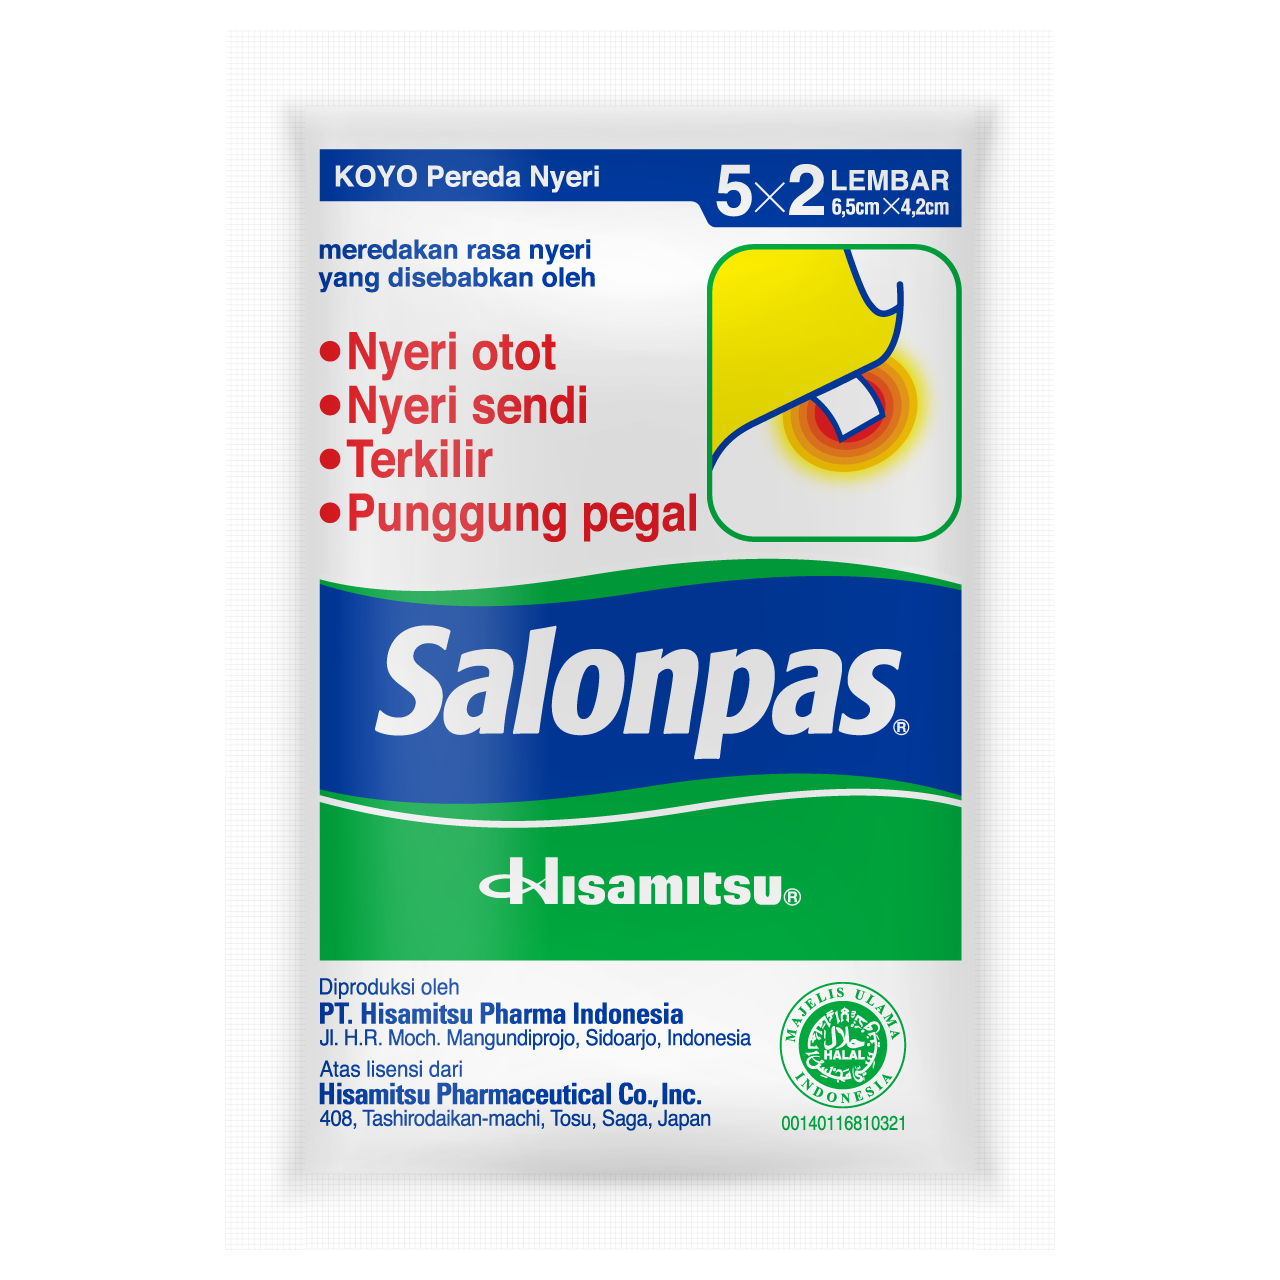 KOYO Pereda Nyeri
5×2 LEMBAR
6,5cm×4,2cm
meredakan rasa nyeri
yang disebabkan oleh
•Nyeri otot
•Nyeri sendi
•Terkilir
•Punggung pegal
Salonpas®
Hisamitsu®
Diproduksi oleh
PT. Hisamitsu Pharma Indonesia
Jl. H.R. Moch. Mangundiprojo, Sidoarjo, Indonesia
Atas lisensi dari
Hisamitsu Pharmaceutical Co., Inc.
408, Tashirodaikan-machi, Tosu, Saga, Japan
MAJELIS ULAMA
حلال
HALAL
INDONESIA
00140116810321